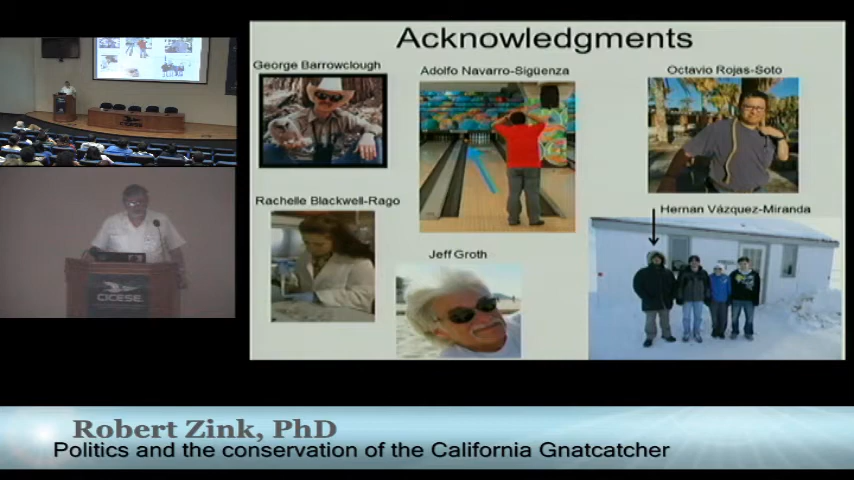 Acknowledgments
George Barrowclough
Adolfo Navarro-Sigüenza
Octavio Rojas-Soto
Rachelle Blackwell-Rago
Hernan Vázquez-Miranda
Jeff Groth
CICESE
Robert Zink, PhD
Politics and the conservation of the California Gnatcatcher